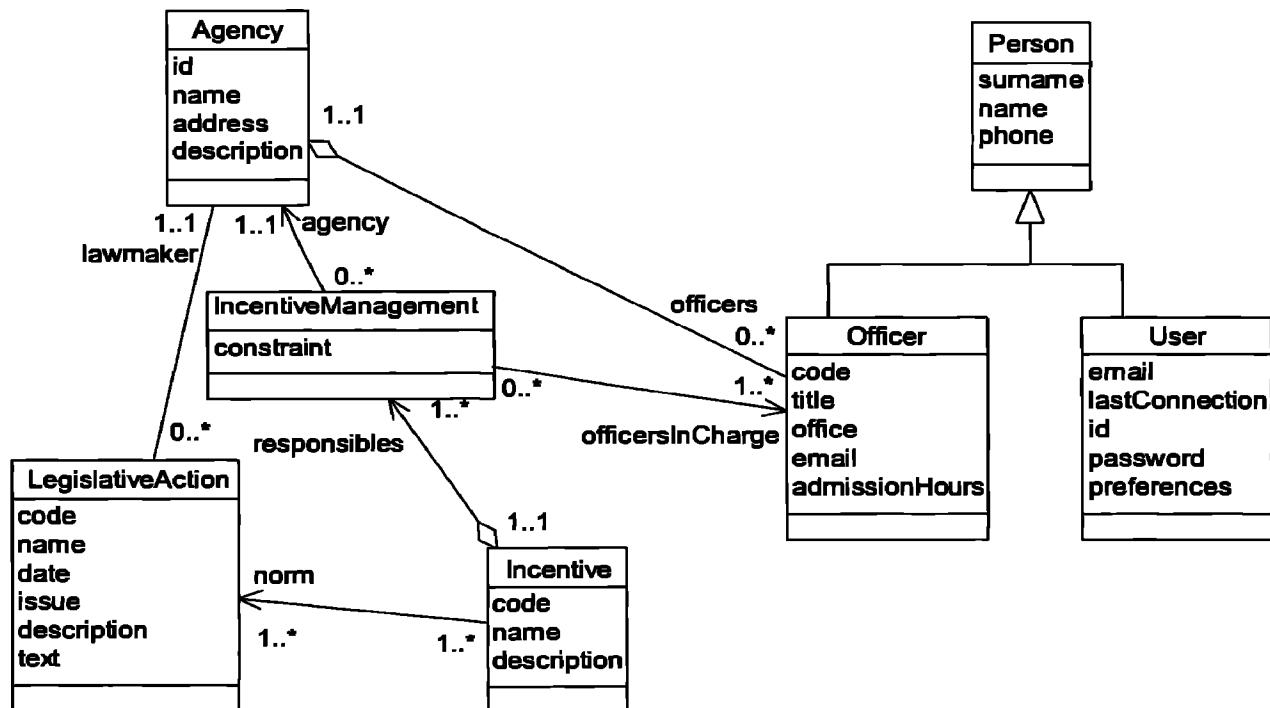 Agency
id
name
address
description
1..1
1..1
lawmaker
1..1
agency
0..*
Person
surname
name
phone
IncentiveManagement
constraint
officers
0..*
Officer
code
title
office
email
admissionHours
User
email
lastConnection
id
password
preferences
0..*
1..*
officersInCharge
1..*
responsibles
0..*
LegislativeAction
code
name
date
issue
description
text
norm
1..*
1..*
1..1
Incentive
code
name
description